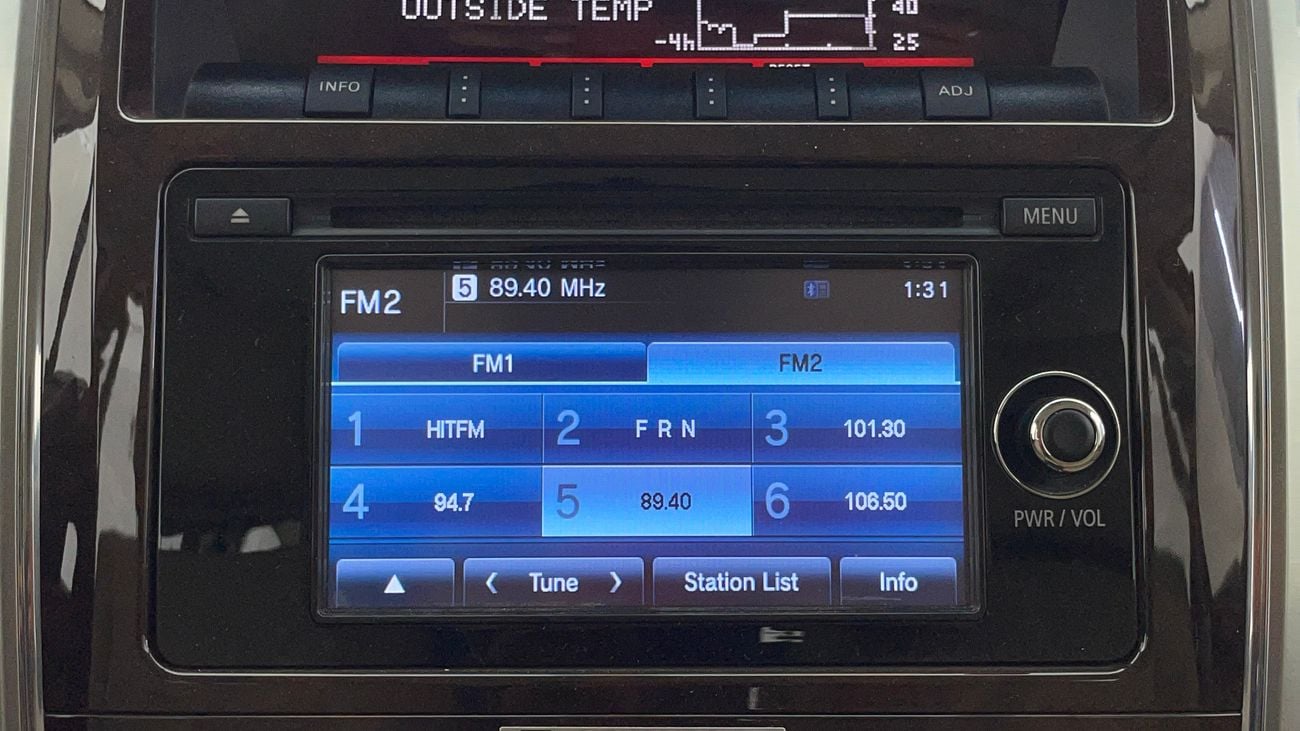 OUTSIDE TEMP
40
-4h 25
INFO ADJ
MENU
FM2 5 89.40 MHz 1:31
FM1 FM2
1 HITFM 2 F R N 3 101.30
4 94.7 5 89.40 6 106.50
Tune Station List Info
PWR / VOL